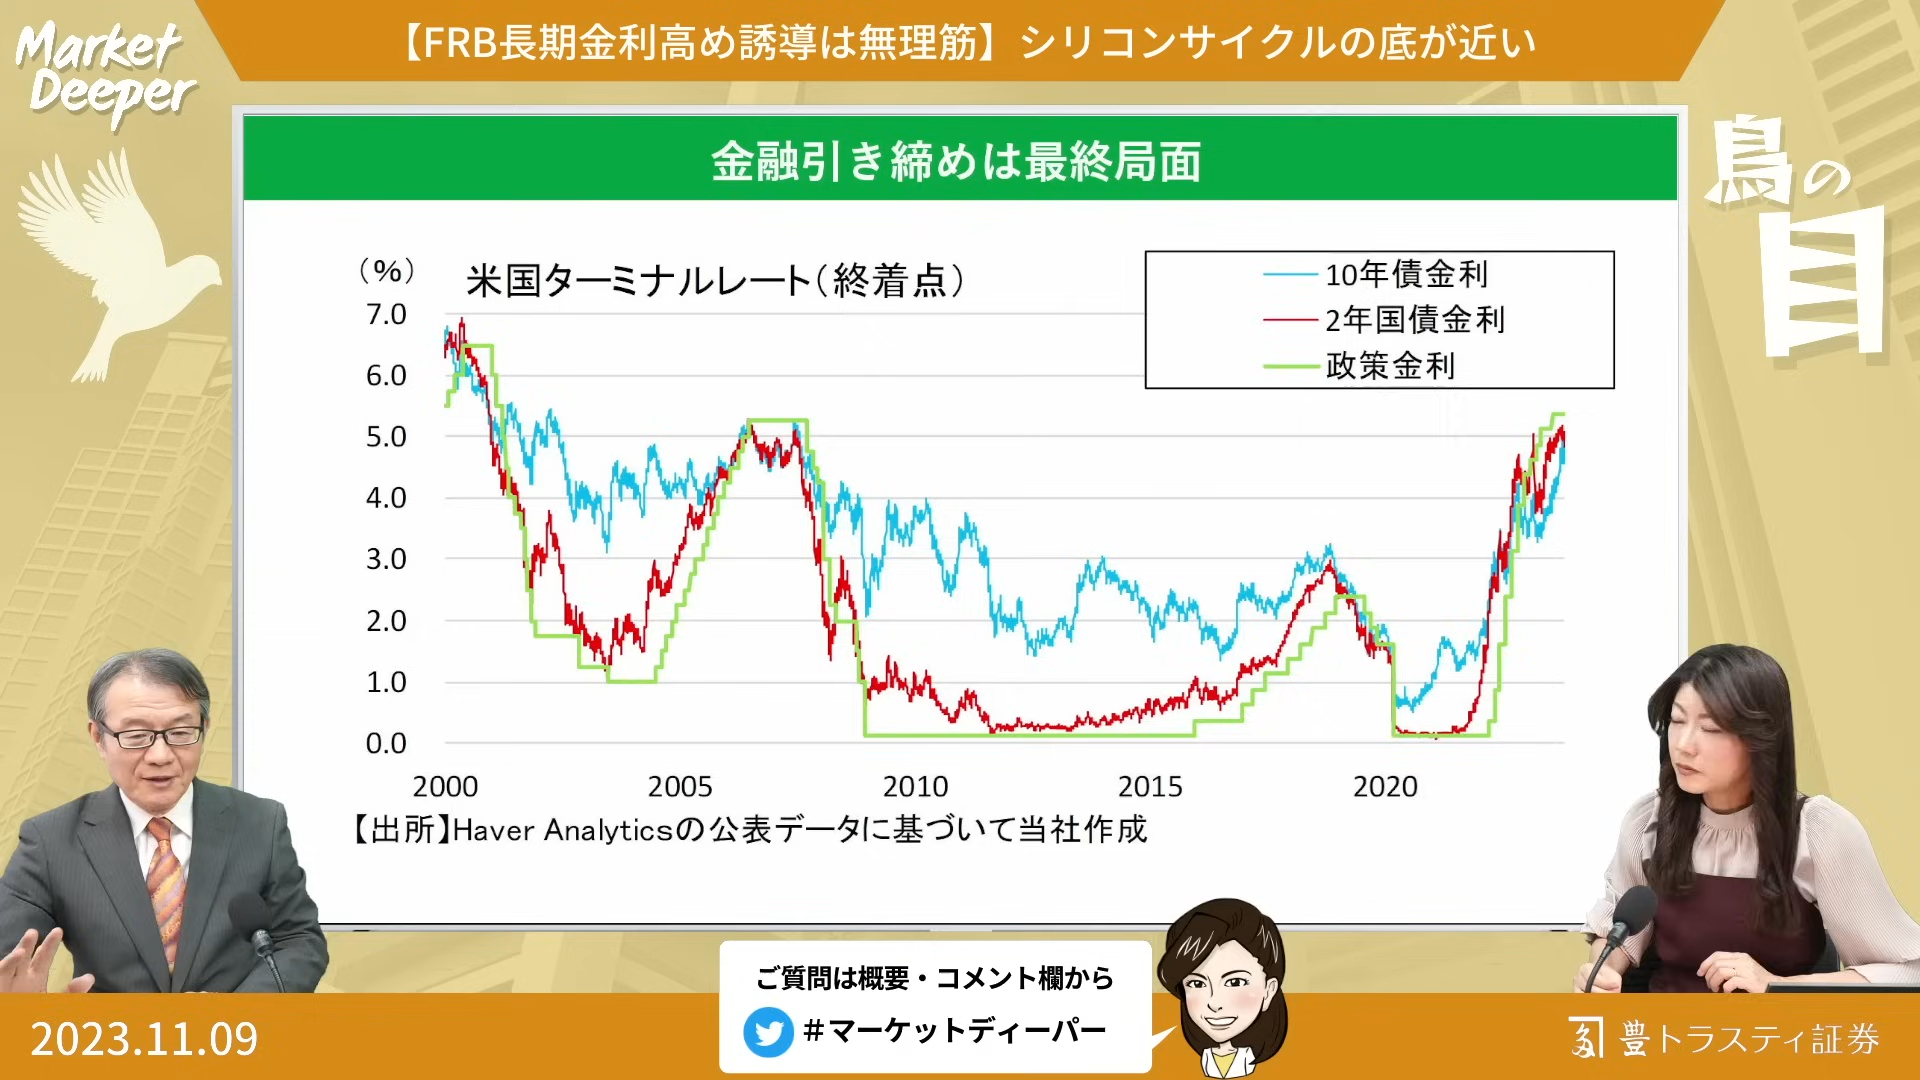 Market
Deeper
【FRB長期金利高め誘導は無理筋】シリコンサイクルの底が近い
鳥の
目
金融引き締めは最終局面
(%)
米国ターミナルレート(終着点)
10年債金利
2年国債金利
政策金利
7.0
6.0
5.0
4.0
3.0
2.0
1.0
0.0
2000 2005 2010 2015 2020
【出所】Haver Analyticsの公表データに基づいて当社作成
ご質問は概要・コメント欄から
#マーケットディーパー
2023.11.09
豊トラスティ証券